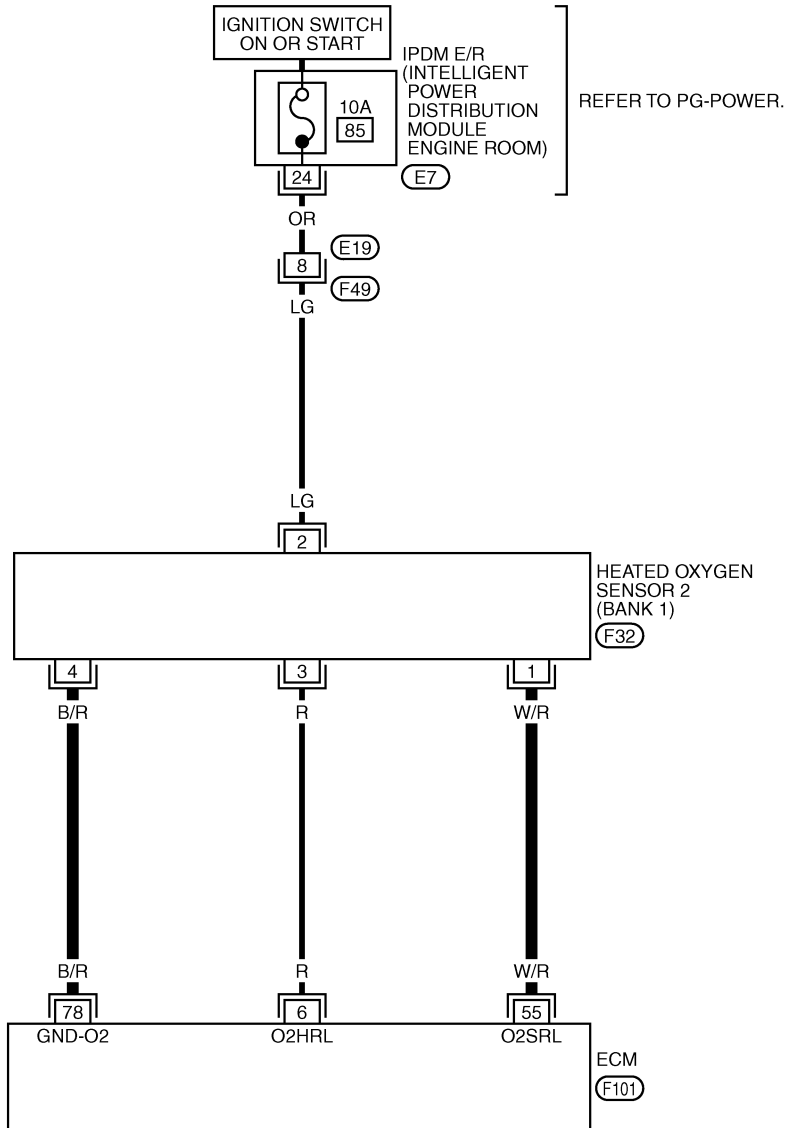 IGNITION SWITCH
ON OR START
IPDM E/R
(INTELLIGENT
POWER
DISTRIBUTION
MODULE
ENGINE ROOM)
REFER TO PG-POWER.
10A
85
24
E7
OR
E19
8
F49
LG
LG
2
HEATED OXYGEN
SENSOR 2
(BANK 1)
F32
4
3
1
B/R
R
W/R
B/R
R
W/R
78
6
55
GND-O2
O2HRL
O2SRL
ECM
F101